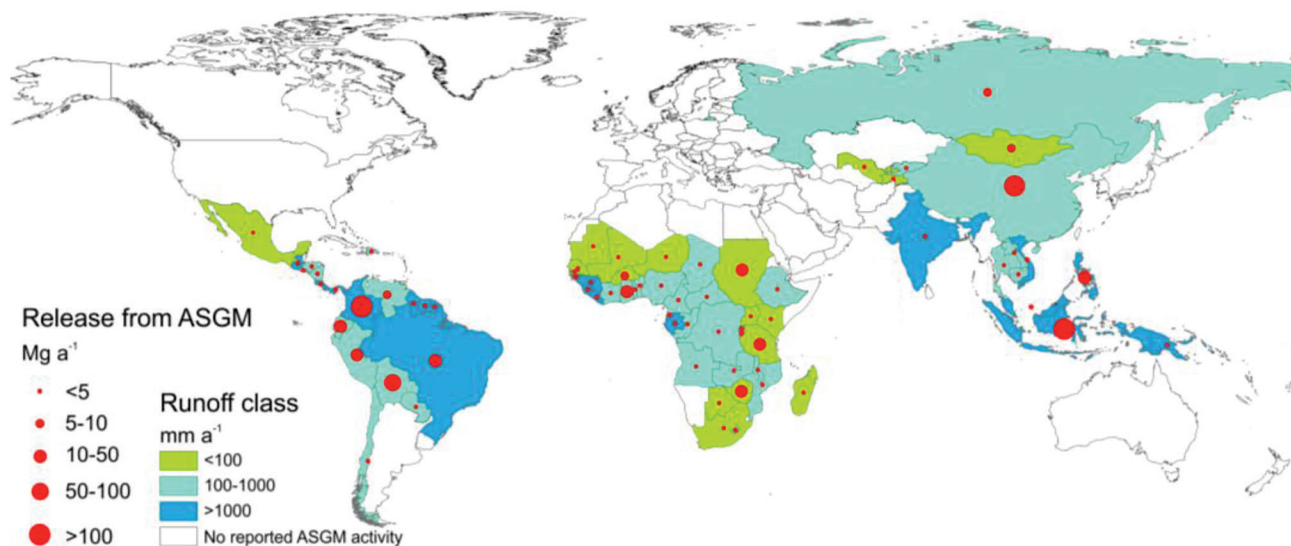 Release from ASGM
Mg a⁻¹
<5
5-10
10-50
50-100
>100
Runoff class
mm a⁻¹
<100
100-1000
>1000
No reported ASGM activity